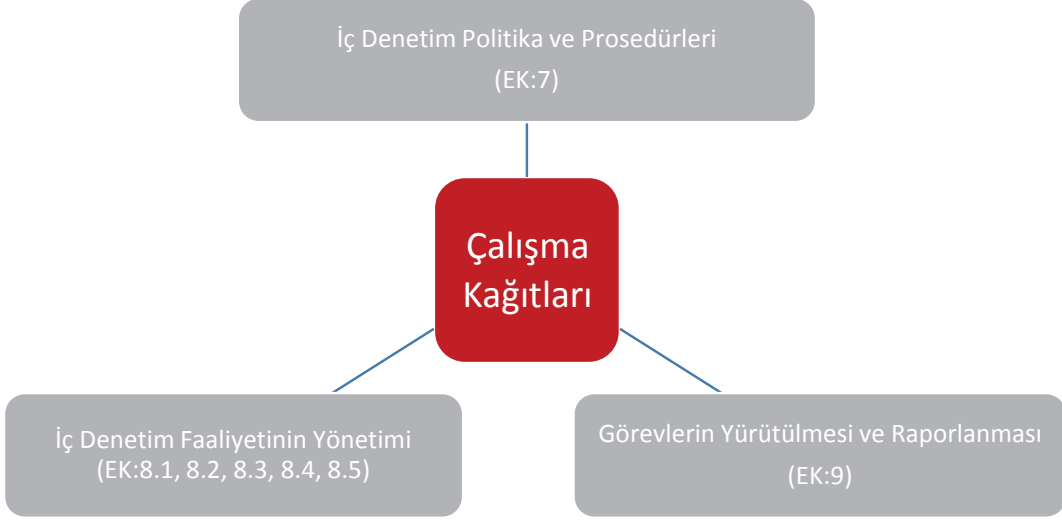 İç Denetim Politika ve Prosedürleri
(EK:7)
Çalışma
Kağıtları
İç Denetim Faaliyetinin Yönetimi
(EK:8.1, 8.2, 8.3, 8.4, 8.5)
Görevlerin Yürütülmesi ve Raporlanması
(EK:9)